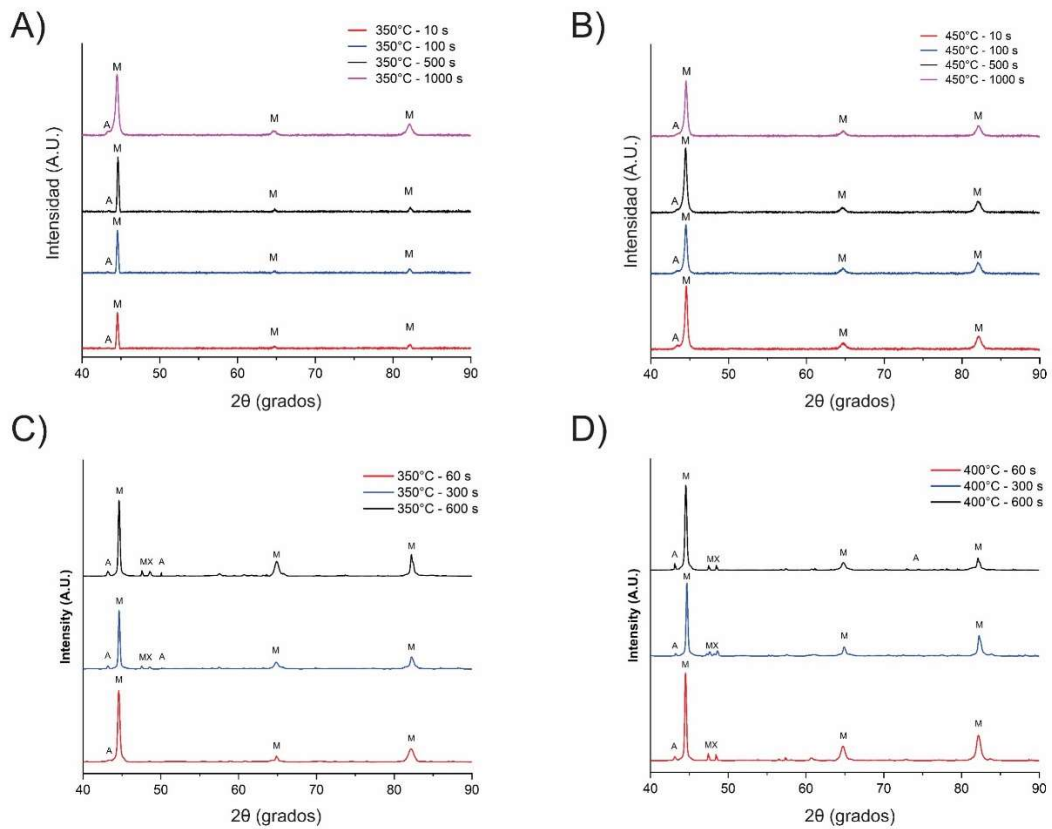 A)
350°C - 10 s
350°C - 100 s
350°C - 500 s
350°C - 1000 s
M
A
M
M
M
A
M
M
M
A
M
M
M
A
M
M
Intensidad (A.U.)
40 50 60 70 80 90
2θ (grados)
B)
450°C - 10 s
450°C - 100 s
450°C - 500 s
450°C - 1000 s
M
A
M
M
M
A
M
M
M
A
M
M
M
A
M
M
Intensidad (A.U.)
40 50 60 70 80 90
2θ (grados)
C)
350°C - 60 s
350°C - 300 s
350°C - 600 s
M
A
MX
A
M
M
M
A
MX
A
M
M
M
A
M
M
Intensity (A.U.)
40 50 60 70 80 90
2θ (grados)
D)
400°C - 60 s
400°C - 300 s
400°C - 600 s
M
A
MX
M
A
M
M
A
MX
M
M
M
A
MX
M
M
Intensity (A.U.)
40 50 60 70 80 90
2θ (grados)